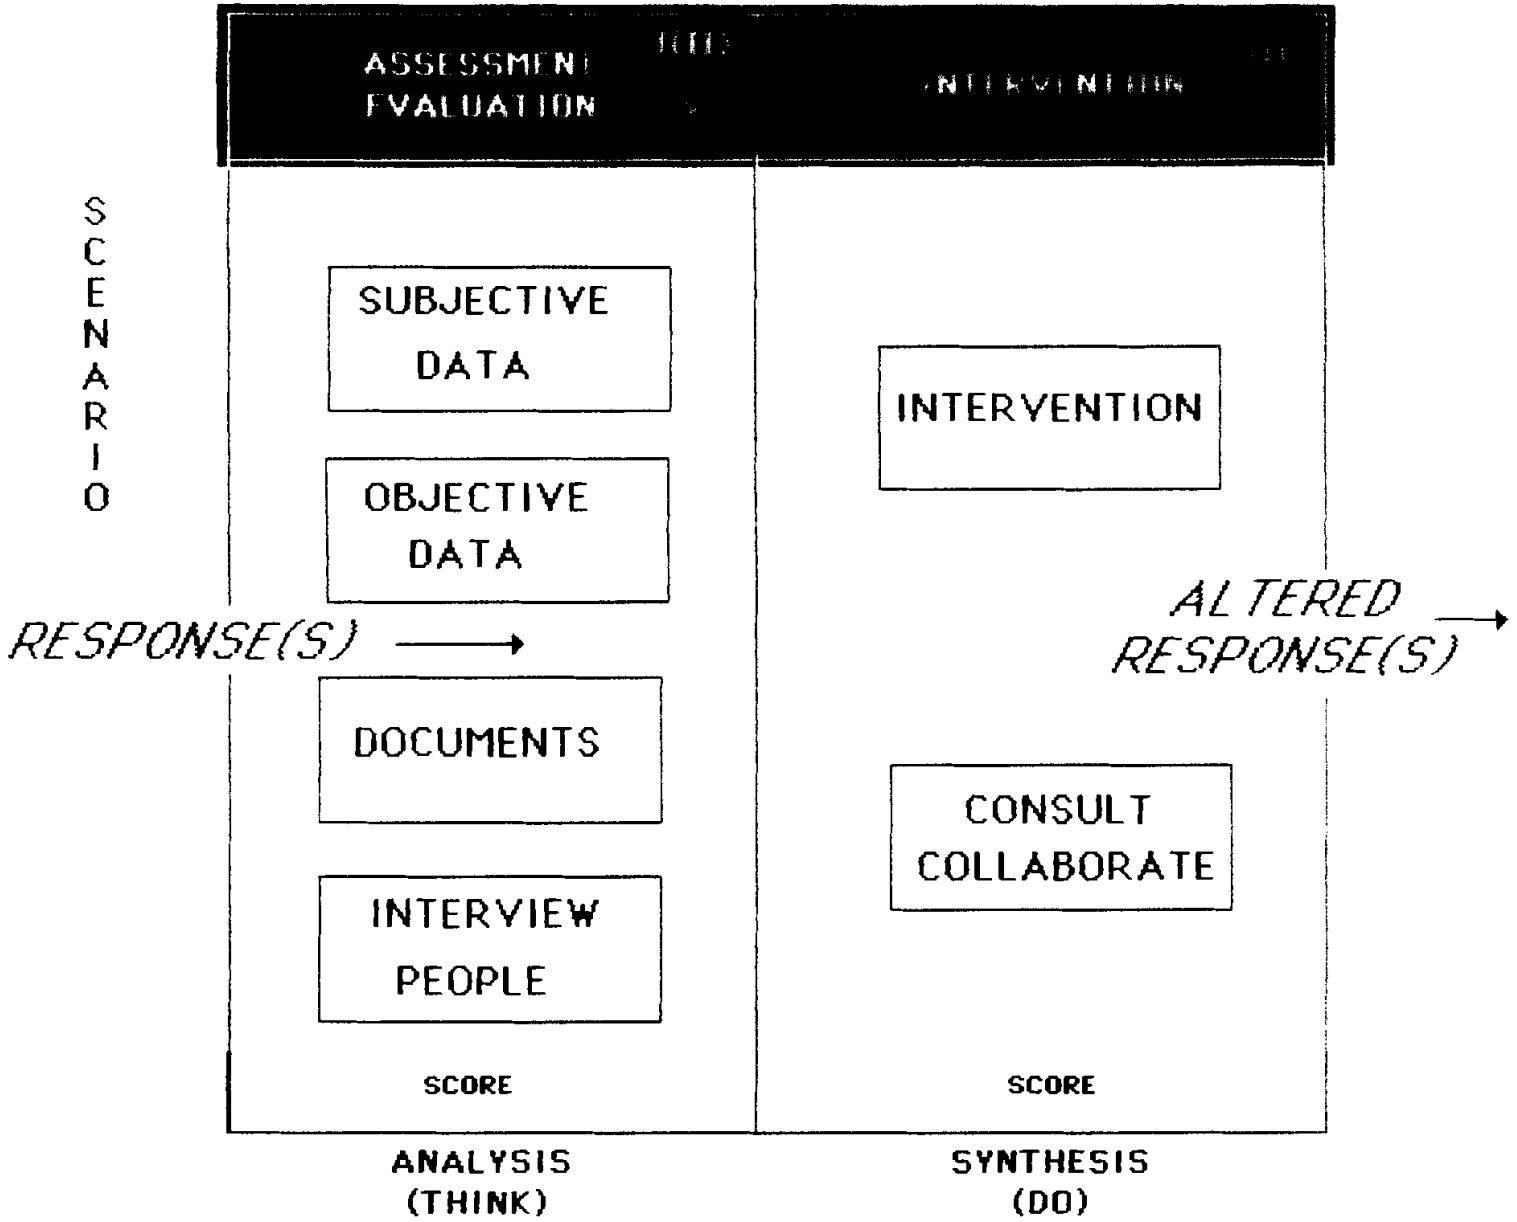 ASSESSMENT
EVALUATION
INTERVENTION
SCENARIO
SUBJECTIVE
DATA
OBJECTIVE
DATA
RESPONSE(S)
DOCUMENTS
INTERVIEW
PEOPLE
SCORE
INTERVENTION
ALTERED
RESPONSE(S)
CONSULT
COLLABORATE
SCORE
ANALYSIS
(THINK)
SYNTHESIS
(DO)